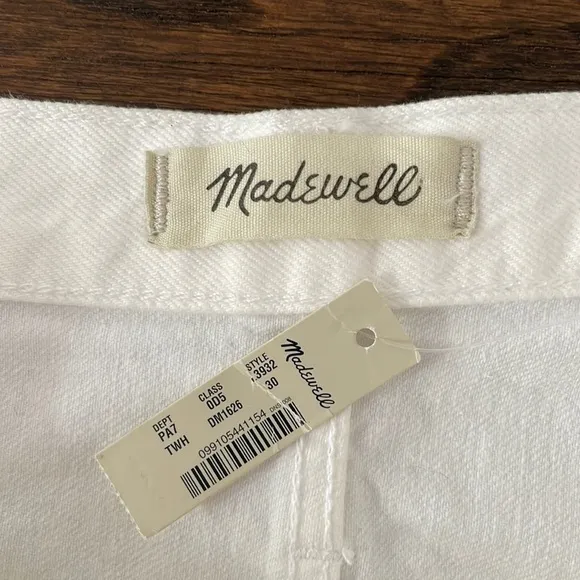 Madewell
Madewell
DEPT CLASS STYLE
PA7 0D5 3932
TWH DM1626 30
099105441154